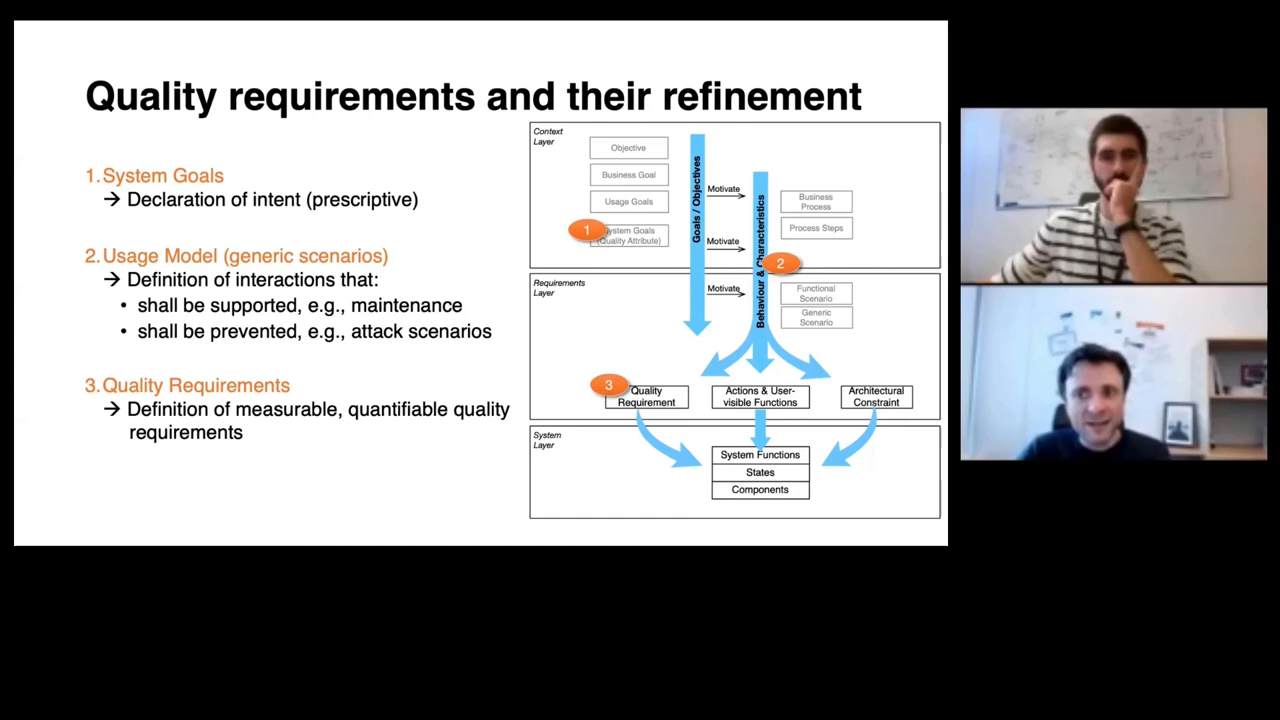 Quality requirements and their refinement
1. System Goals
→ Declaration of intent (prescriptive)
2. Usage Model (generic scenarios)
→ Definition of interactions that:
• shall be supported, e.g., maintenance
• shall be prevented, e.g., attack scenarios
3. Quality Requirements
→ Definition of measurable, quantifiable quality
requirements
Context
Layer
Objective
Business Goal
Usage Goals
1
System Goals
(Quality Attribute)
Goals / Objectives
Motivate
Motivate
Motivate
Behaviour & Characteristics
2
Business
Process
Process Steps
Requirements
Layer
Functional
Scenario
Generic
Scenario
3
Quality
Requirement
Actions & User-
visible Functions
Architectural
Constraint
System
Layer
System Functions
States
Components